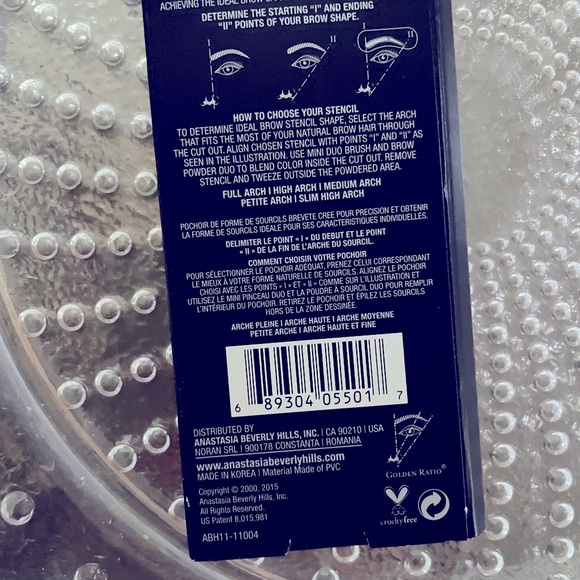 ACHIEVING THE IDEAL BROW
DETERMINE THE STARTING "I" AND ENDING
"II" POINTS OF YOUR BROW SHAPE.
I
II
I
II
HOW TO CHOOSE YOUR STENCIL
TO DETERMINE IDEAL BROW STENCIL SHAPE, SELECT THE ARCH
THAT FITS THE MOST OF YOUR NATURAL BROW HAIR THROUGH
THE CUT OUT. ALIGN CHOSEN STENCIL WITH POINTS "I" AND "II" AS
SEEN IN THE ILLUSTRATION. USE MINI DUO BRUSH AND BROW
POWDER DUO TO BLEND COLOR INSIDE THE CUT OUT. REMOVE
STENCIL AND TWEEZE OUTSIDE THE POWDERED AREA.
FULL ARCH I HIGH ARCH I MEDIUM ARCH
PETITE ARCH I SLIM HIGH ARCH
POCHOIR DE FORME DE SOURCILS BREVETE CREE POUR PRECISION ET OBTENIR
LA FORME DE SOURCILS IDEALE POUR SES CARACTERISTIQUES INDIVIDUELLES.
DELIMITER LE POINT « I » DU DEBUT ET LE POINT
« II » DE LA FIN DE L'ARCHE DU SOURCIL.
COMMENT CHOISIR VOTRE POCHOIR
POUR SÉLECTIONNER LE POCHOIR ADÉQUAT, PRENEZ CELUI CORRESPONDANT
LE MIEUX À VOTRE FORME NATURELLE DE SOURCILS. ALIGNEZ LE POCHOIR
CHOISI AVEC LES POINTS « I » ET « II » COMME SUR L'ILLUSTRATION ET
UTILISEZ LE MINI PINCEAU DUO ET LA POUDRE À SOURCIL DUO POUR REMPLIR
L'INTÉRIEUR DU POCHOIR. RETIREZ LE POCHOIR ET ÉPILEZ LES SOURCILS
HORS DE LA ZONE DESSINÉE.
ARCHE PLEINE I ARCHE HAUTE I ARCHE MOYENNE
PETITE ARCHE I ARCHE HAUTE ET FINE
6 89304 05501 7
DISTRIBUTED BY
ANASTASIA BEVERLY HILLS, INC. | CA 90210 | USA
NORAN SRL | 900178 CONSTANTA | ROMANIA
www.anastasiabeverlyhills.com
MADE IN KOREA | Material Made of PVC
GOLDEN RATIO®
Copyright © 2000, 2015
Anastasia Beverly Hills, Inc.
All Rights Reserved.
US Patent 8,015,981
crueltyfree
ABH11-11004